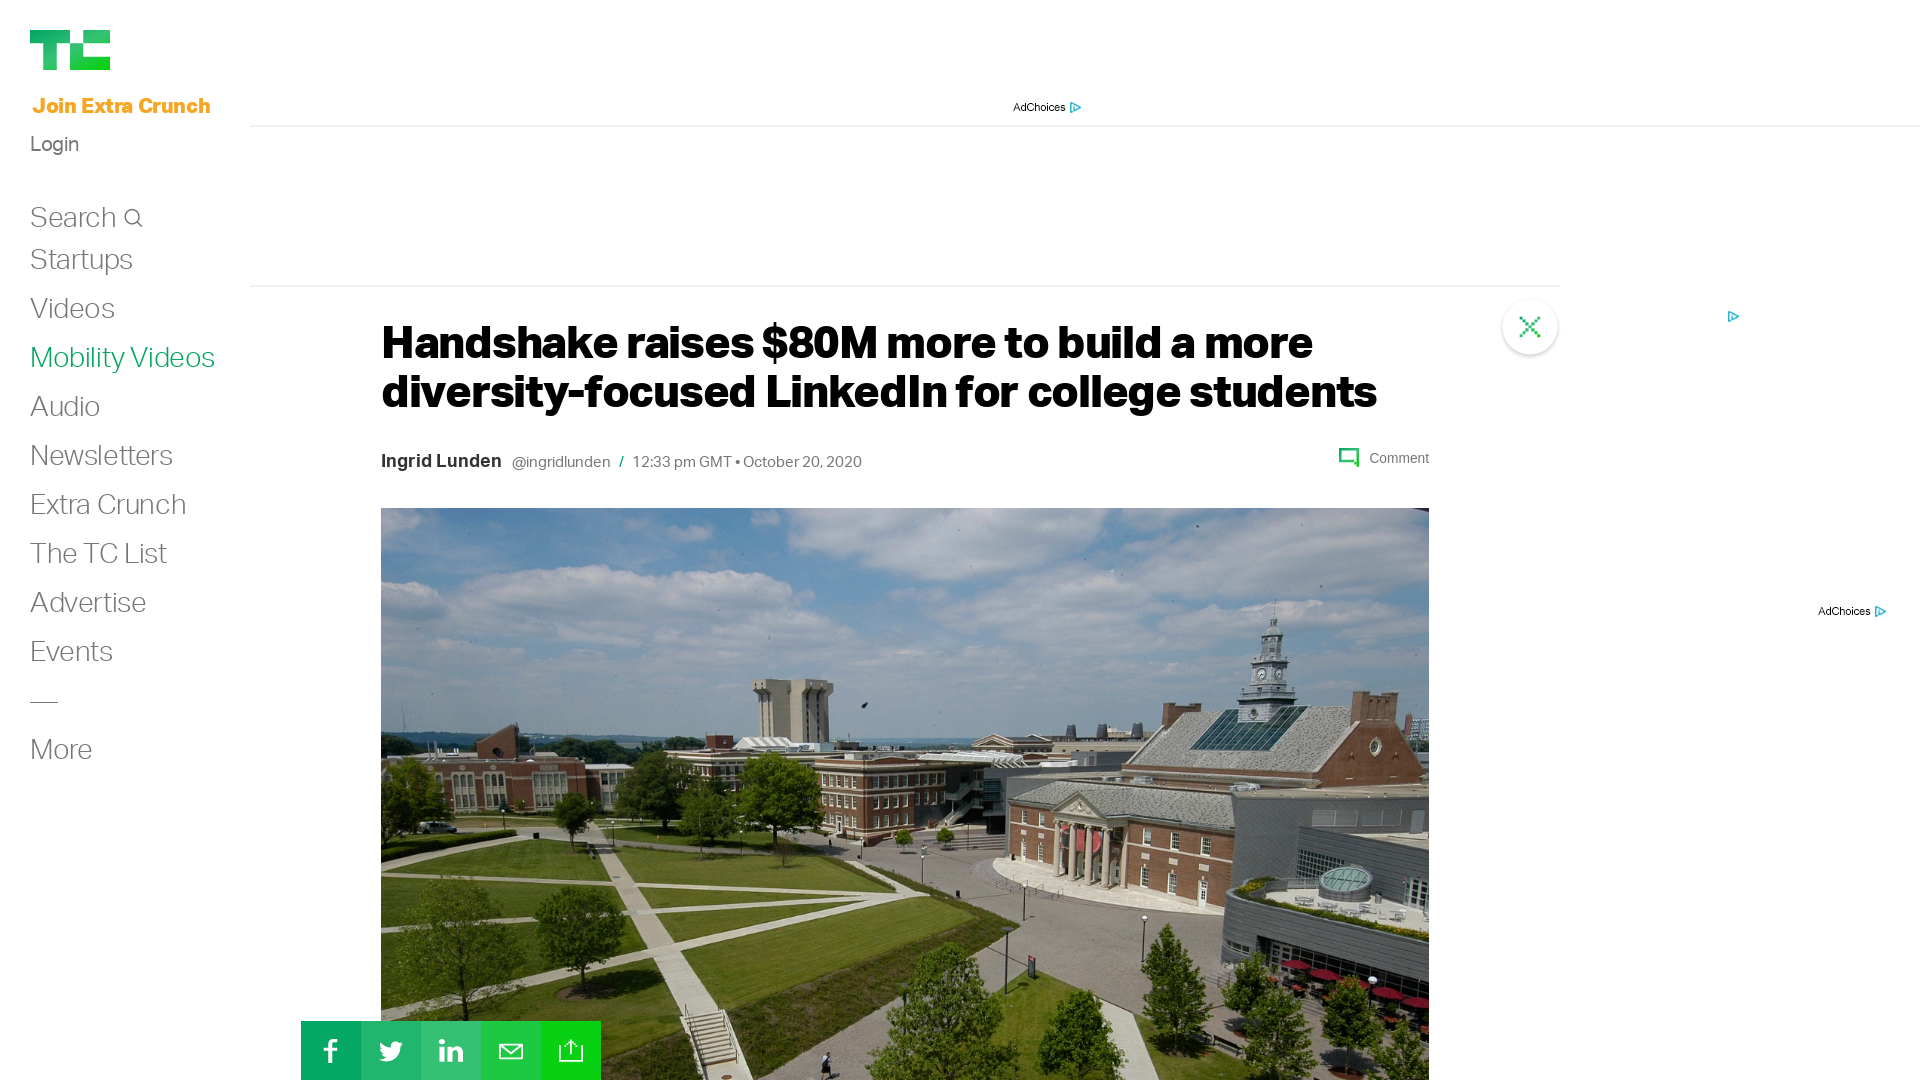 TC
Join Extra Crunch
Login
Search
Startups
Videos
Mobility Videos
Audio
Newsletters
Extra Crunch
The TC List
Advertise
Events
More
AdChoices
Handshake raises $80M more to build a more
diversity-focused LinkedIn for college students
Ingrid Lunden @ingridlunden / 12:33 pm GMT • October 20, 2020
Comment
AdChoices